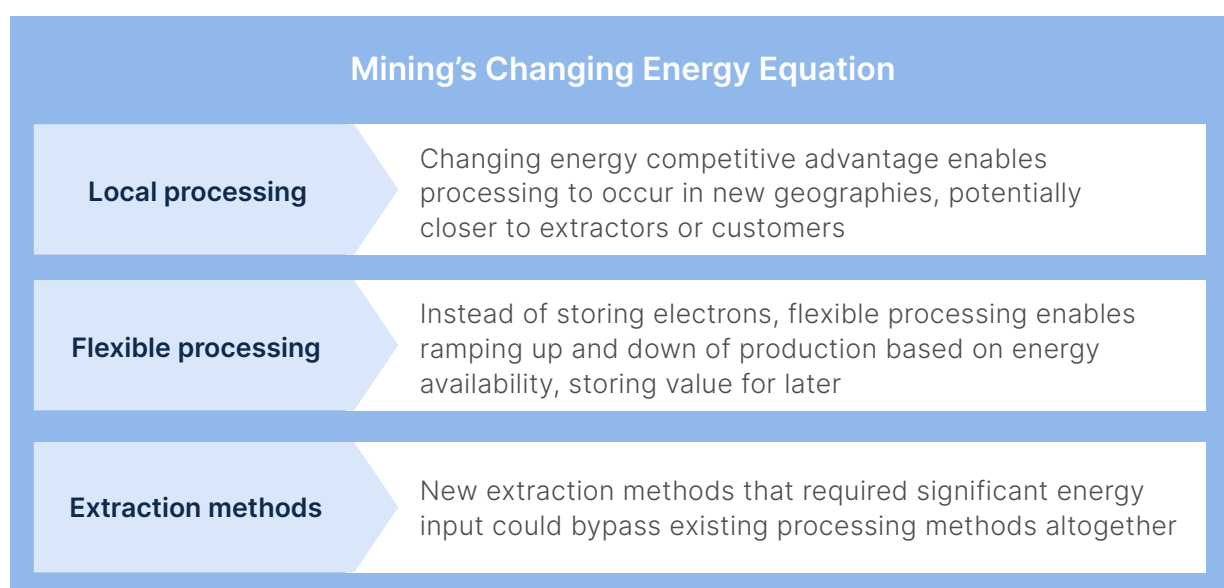 Mining’s Changing Energy Equation
Local processing
Changing energy competitive advantage enables
processing to occur in new geographies, potentially
closer to extractors or customers
Flexible processing
Instead of storing electrons, flexible processing enables
ramping up and down of production based on energy
availability, storing value for later
Extraction methods
New extraction methods that required significant energy
input could bypass existing processing methods altogether